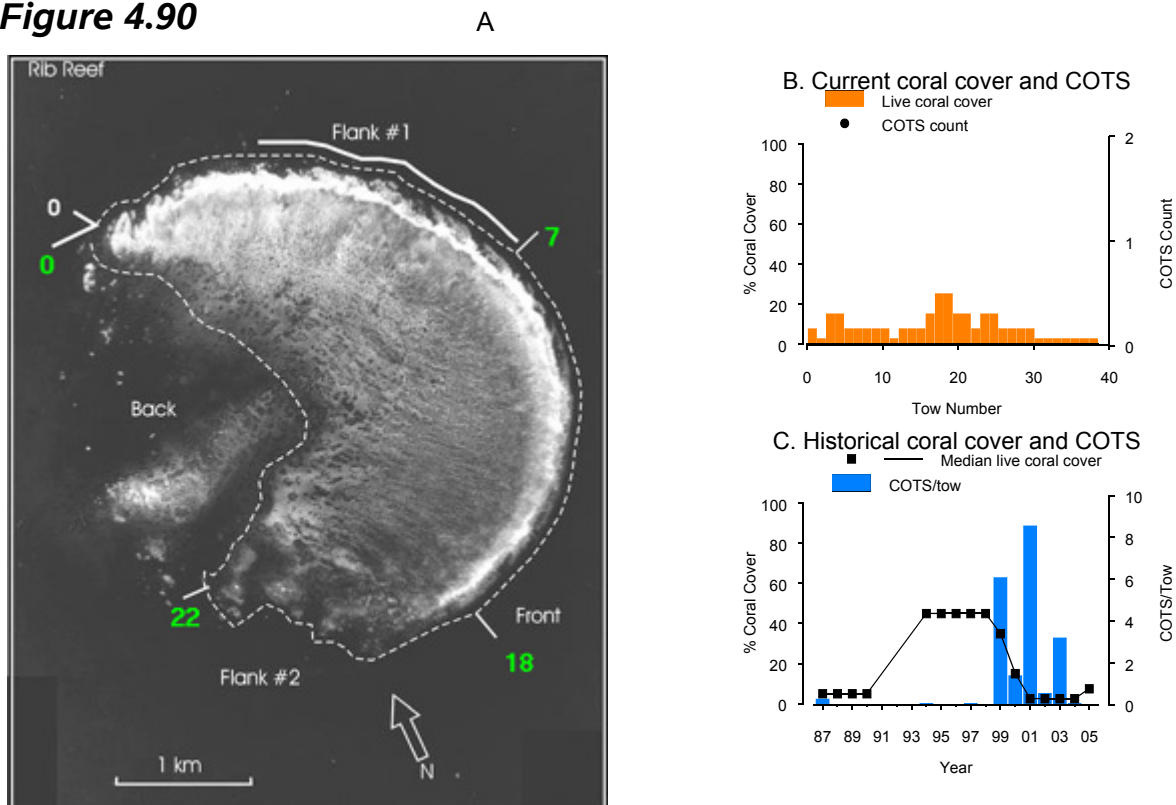 Figure 4.90
A
Rib Reef
Flank #1
0
0
7
Back
22
Front
18
Flank #2
N
1 km
B. Current coral cover and COTS
Live coral cover
COTS count
100
80
60
40
20
0
% Coral Cover
2
1
0
COTS Count
0 10 20 30 40
Tow Number
C. Historical coral cover and COTS
Median live coral cover
COTS/tow
100
80
60
40
20
0
% Coral Cover
10
8
6
4
2
0
COTS/Tow
87 89 91 93 95 97 99 01 03 05
Year